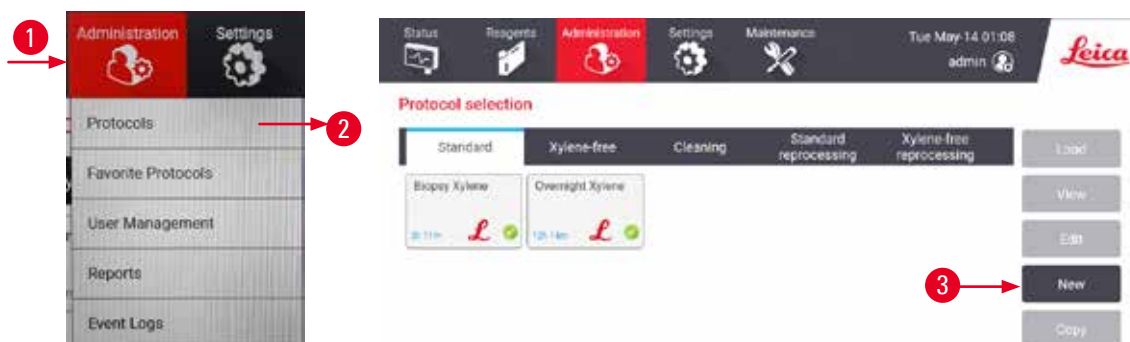 1
Administration
Settings
Protocols
2
Favorite Protocols
User Management
Reports
Event Logs
Status
Reagents
Administration
Settings
Maintenance
Tue May-14 01:08
admin
Leica
Protocol selection
Standard
Xylene-free
Cleaning
Standard
reprocessing
Xylene-free
reprocessing
Biopsy Xylene
Overnight Xylene
12h 14m
Load
View
Edit
3
New
Copy